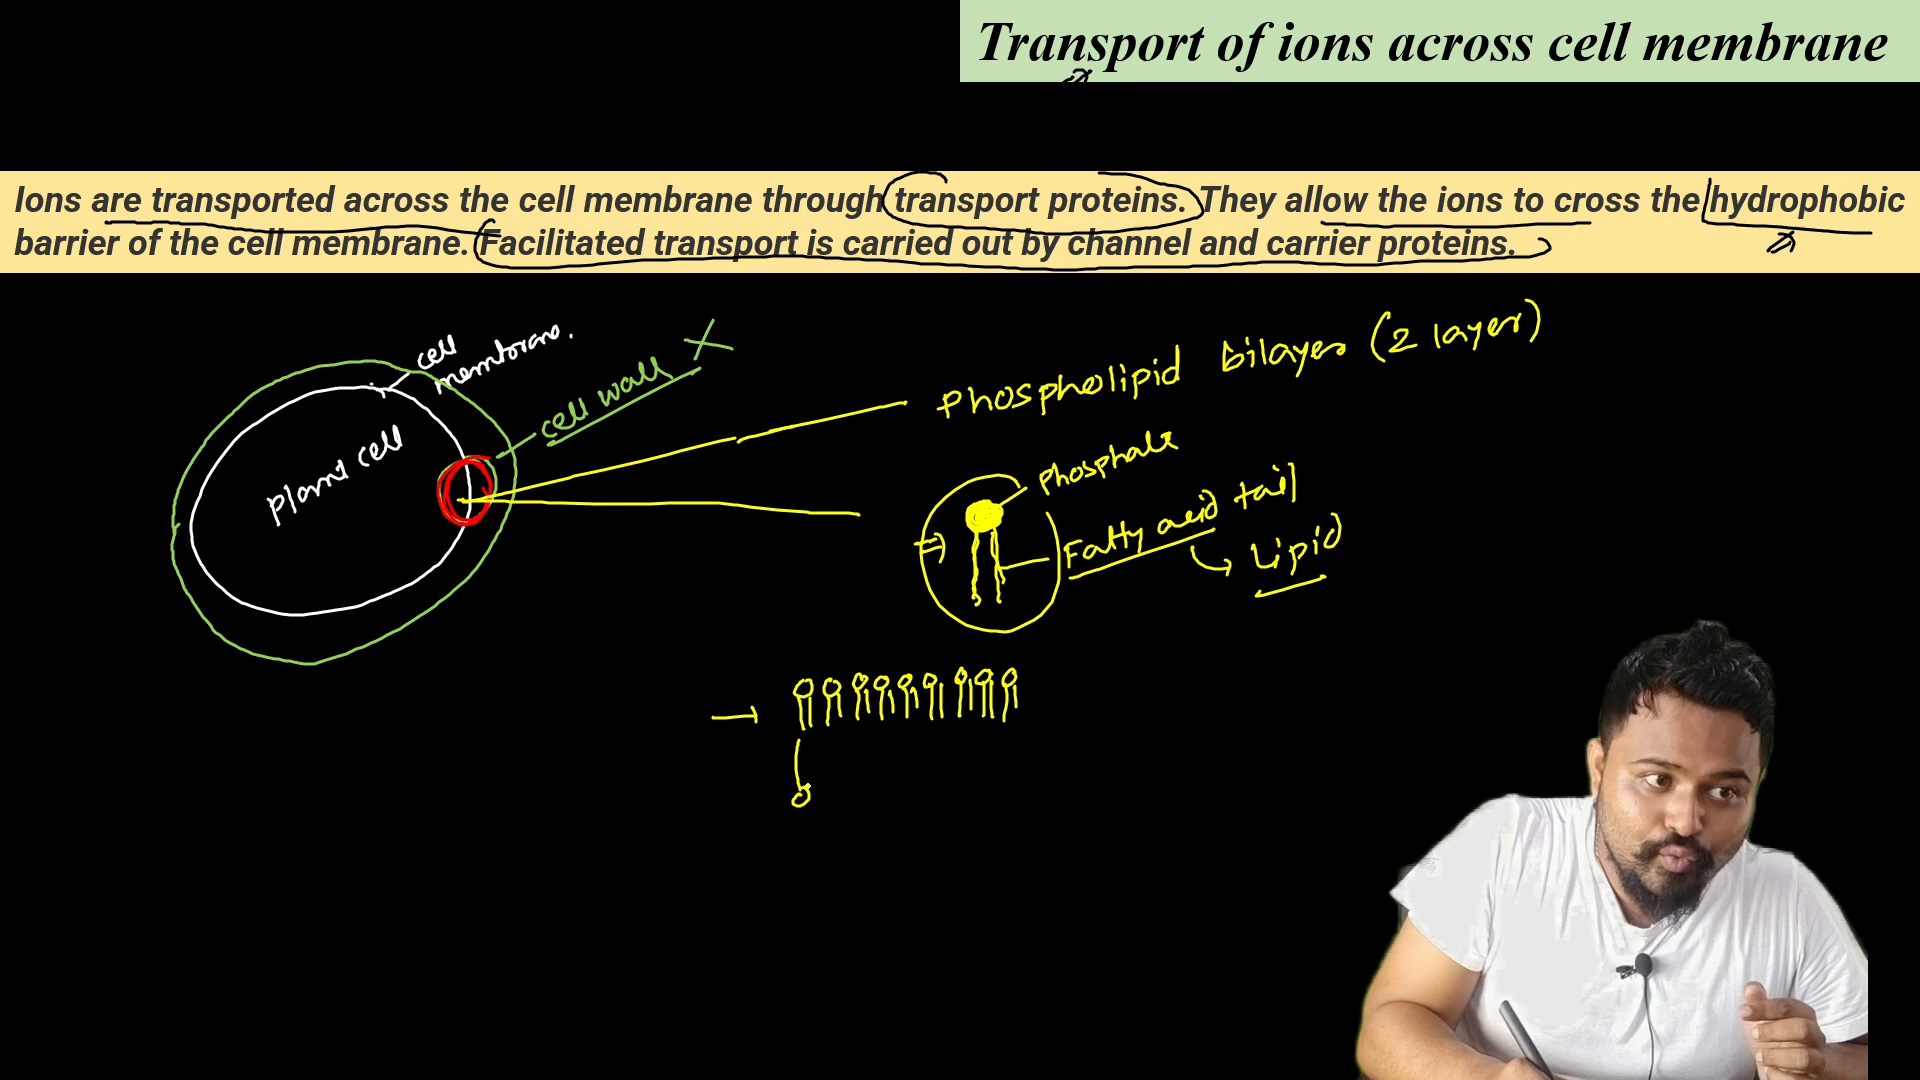 Transport of ions across cell membrane
Ions are transported across the cell membrane through transport proteins. They allow the ions to cross the hydrophobic
barrier of the cell membrane. Facilitated transport is carried out by channel and carrier proteins.
cell
membrane.
cell wall X
plant cell
phospholipid bilayer (2 layer)
phosphate
Fatty acid tail
Lipid